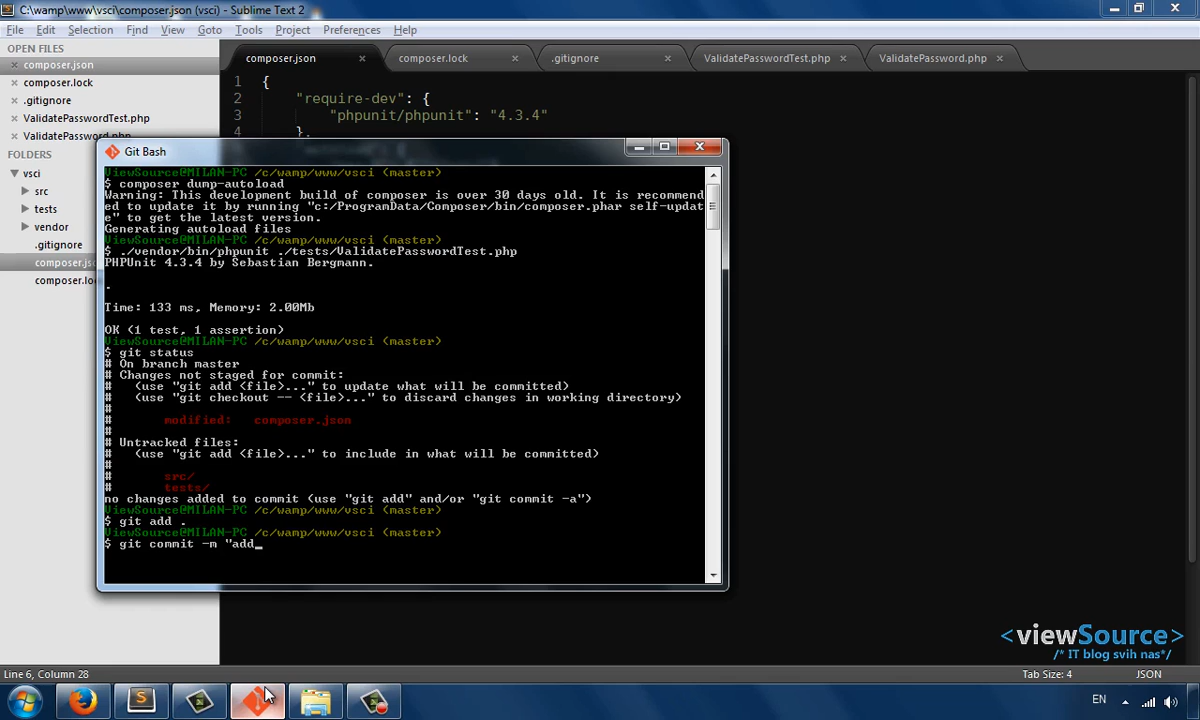 C:\wamp\www\vsci\composer.json (vsci) - Sublime Text 2
File Edit Selection Find View Goto Tools Project Preferences Help
OPEN FILES
composer.json
composer.lock
.gitignore
ValidatePasswordTest.php
ValidatePassword.php
FOLDERS
vsci
src
tests
vendor
.gitignore
composer.js
composer.lo
composer.json composer.lock .gitignore ValidatePasswordTest.php ValidatePassword.php
1 {
2 "require-dev": {
3 "phpunit/phpunit": "4.3.4"
4 },
Git Bash
ViewSource@MILAN-PC /c/wamp/www/vsci (master)
$ composer dump-autoload
Warning: This development build of composer is over 30 days old. It is recommend
ed to update it by running "c:/ProgramData/Composer/bin/composer.phar self-updat
e" to get the latest version.
Generating autoload files
ViewSource@MILAN-PC /c/wamp/www/vsci (master)
$ ./vendor/bin/phpunit ./tests/ValidatePasswordTest.php
PHPUnit 4.3.4 by Sebastian Bergmann.
.
Time: 133 ms, Memory: 2.00Mb
OK (1 test, 1 assertion)
ViewSource@MILAN-PC /c/wamp/www/vsci (master)
$ git status
# On branch master
# Changes not staged for commit:
#   (use "git add <file>..." to update what will be committed)
#   (use "git checkout -- <file>..." to discard changes in working directory)
#
#       modified:   composer.json
#
# Untracked files:
#   (use "git add <file>..." to include in what will be committed)
#
#       src/
#       tests/
no changes added to commit (use "git add" and/or "git commit -a")
ViewSource@MILAN-PC /c/wamp/www/vsci (master)
$ git add .
ViewSource@MILAN-PC /c/wamp/www/vsci (master)
$ git commit -m "add
<viewSource>
/* IT blog svih nas*/
Line 6, Column 28
Tab Size: 4
JSON
EN